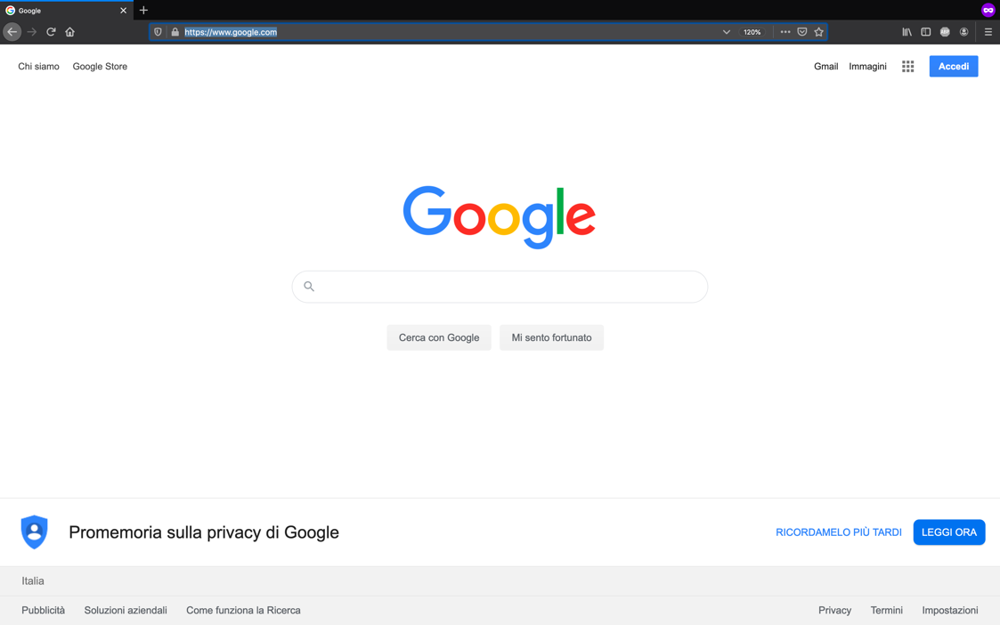 Google
https://www.google.com
120%
ABP
Chi siamo
Google Store
Gmail
Immagini
Accedi
Google
Cerca con Google
Mi sento fortunato
Promemoria sulla privacy di Google
RICORDAMELO PIÙ TARDI
LEGGI ORA
Italia
Pubblicità
Soluzioni aziendali
Come funziona la Ricerca
Privacy
Termini
Impostazioni